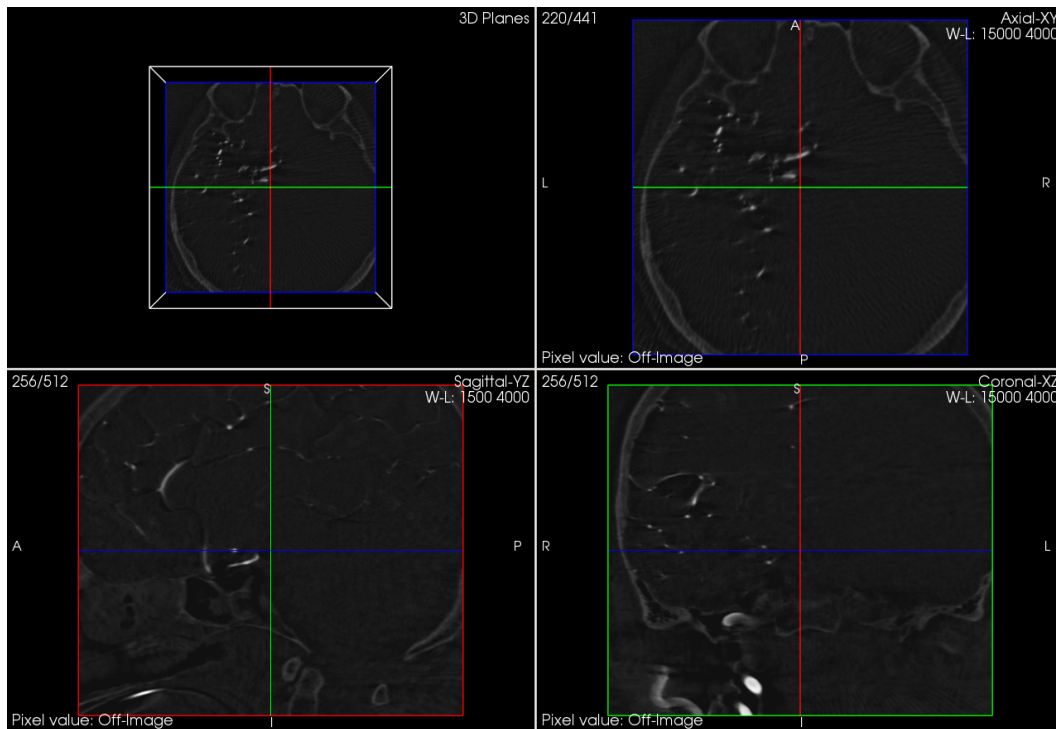 3D Planes
220/441
Axial-XY
W-L: 15000 4000
A
L
R
Pixel value: Off-Image
P
256/512
Sagittal-YZ
W-L: 1500 4000
S
A
P
Pixel value: Off-Image
I
256/512
Coronal-XZ
W-L: 15000 4000
S
R
L
Pixel value: Off-Image
I